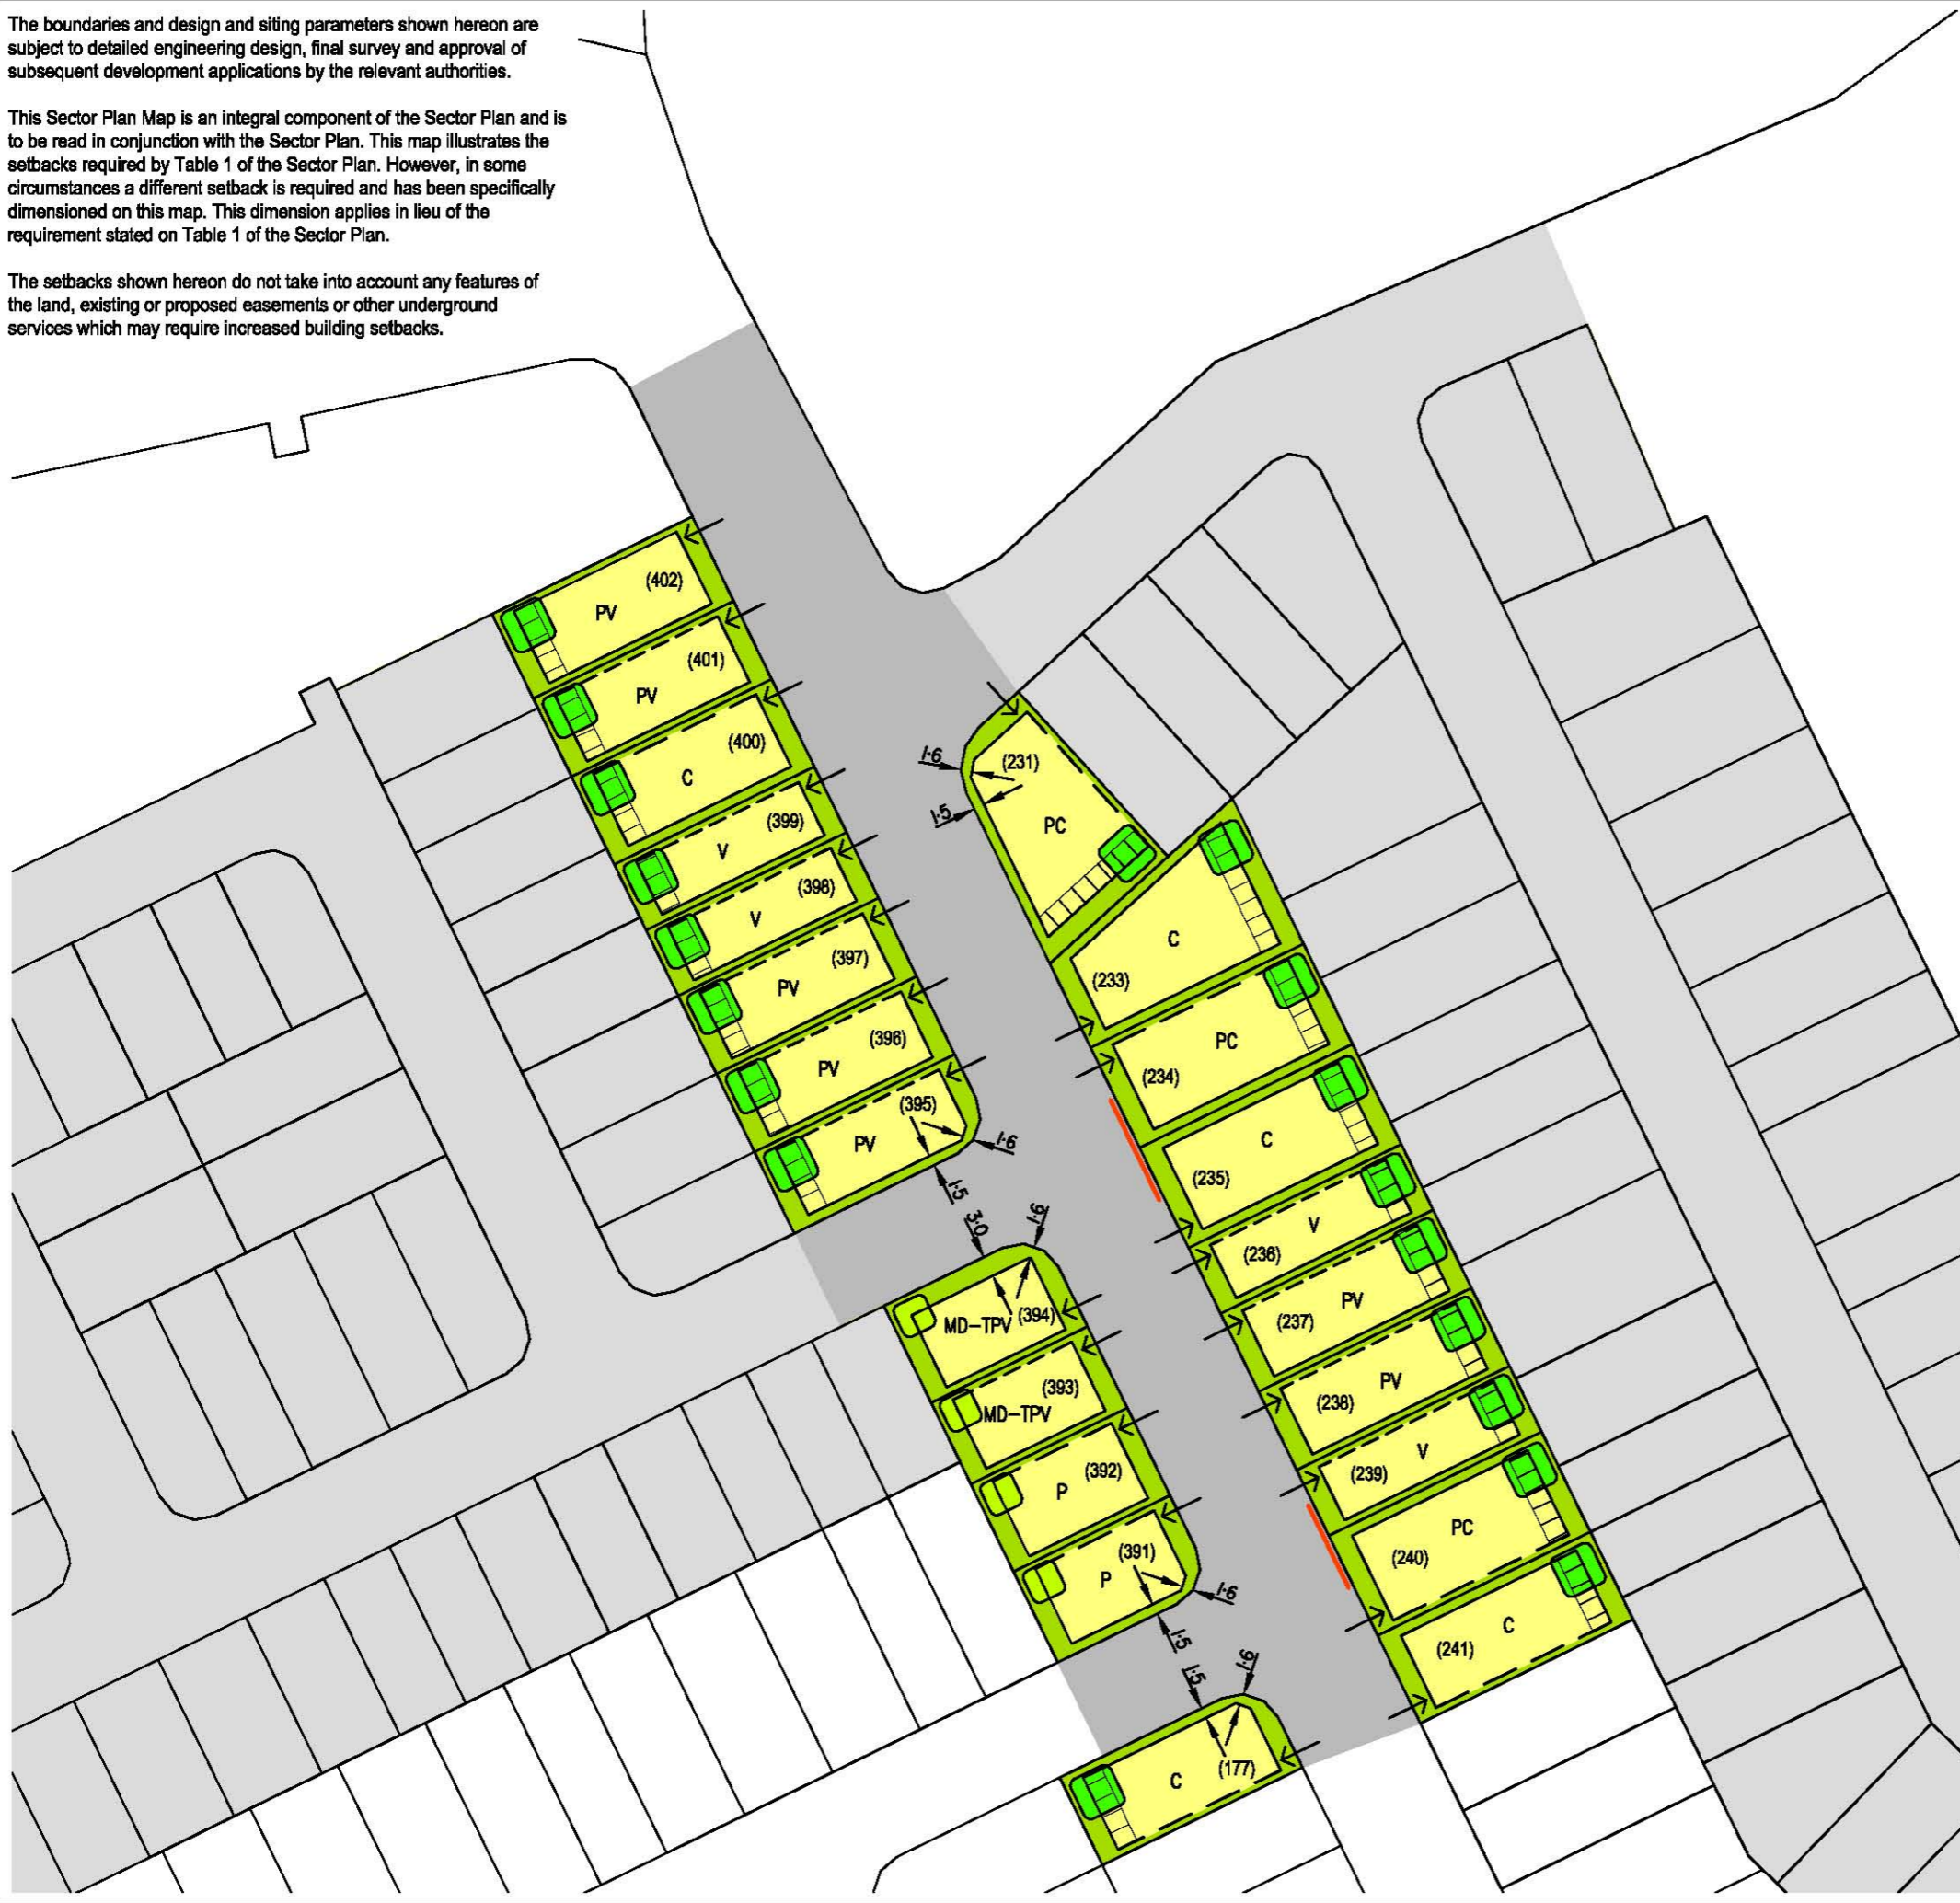 The boundaries and design and siting parameters shown hereon are
subject to detailed engineering design, final survey and approval of
subsequent development applications by the relevant authorities.
This Sector Plan Map is an integral component of the Sector Plan and is
to be read in conjunction with the Sector Plan. This map illustrates the
setbacks required by Table 1 of the Sector Plan. However, in some
circumstances a different setback is required and has been specifically
dimensioned on this map. This dimension applies in lieu of the
requirement stated on Table 1 of the Sector Plan.
The setbacks shown hereon do not take into account any features of
the land, existing or proposed easements or other underground
services which may require increased building setbacks.
(402)
PV
(401)
PV
(400)
C
(399)
V
(398)
V
(397)
PV
(396)
PV
(395)
PV
1·6
1·5
3·0
1·6
MD-TPV (394)
(393)
MD-TPV
(392)
P
(391)
P
1·6
1·5
1·5
1·6
(177)
C
1·6
1·5
(231)
PC
C
(233)
PC
(234)
C
(235)
V
(236)
PV
(237)
PV
(238)
V
(239)
PC
(240)
C
(241)